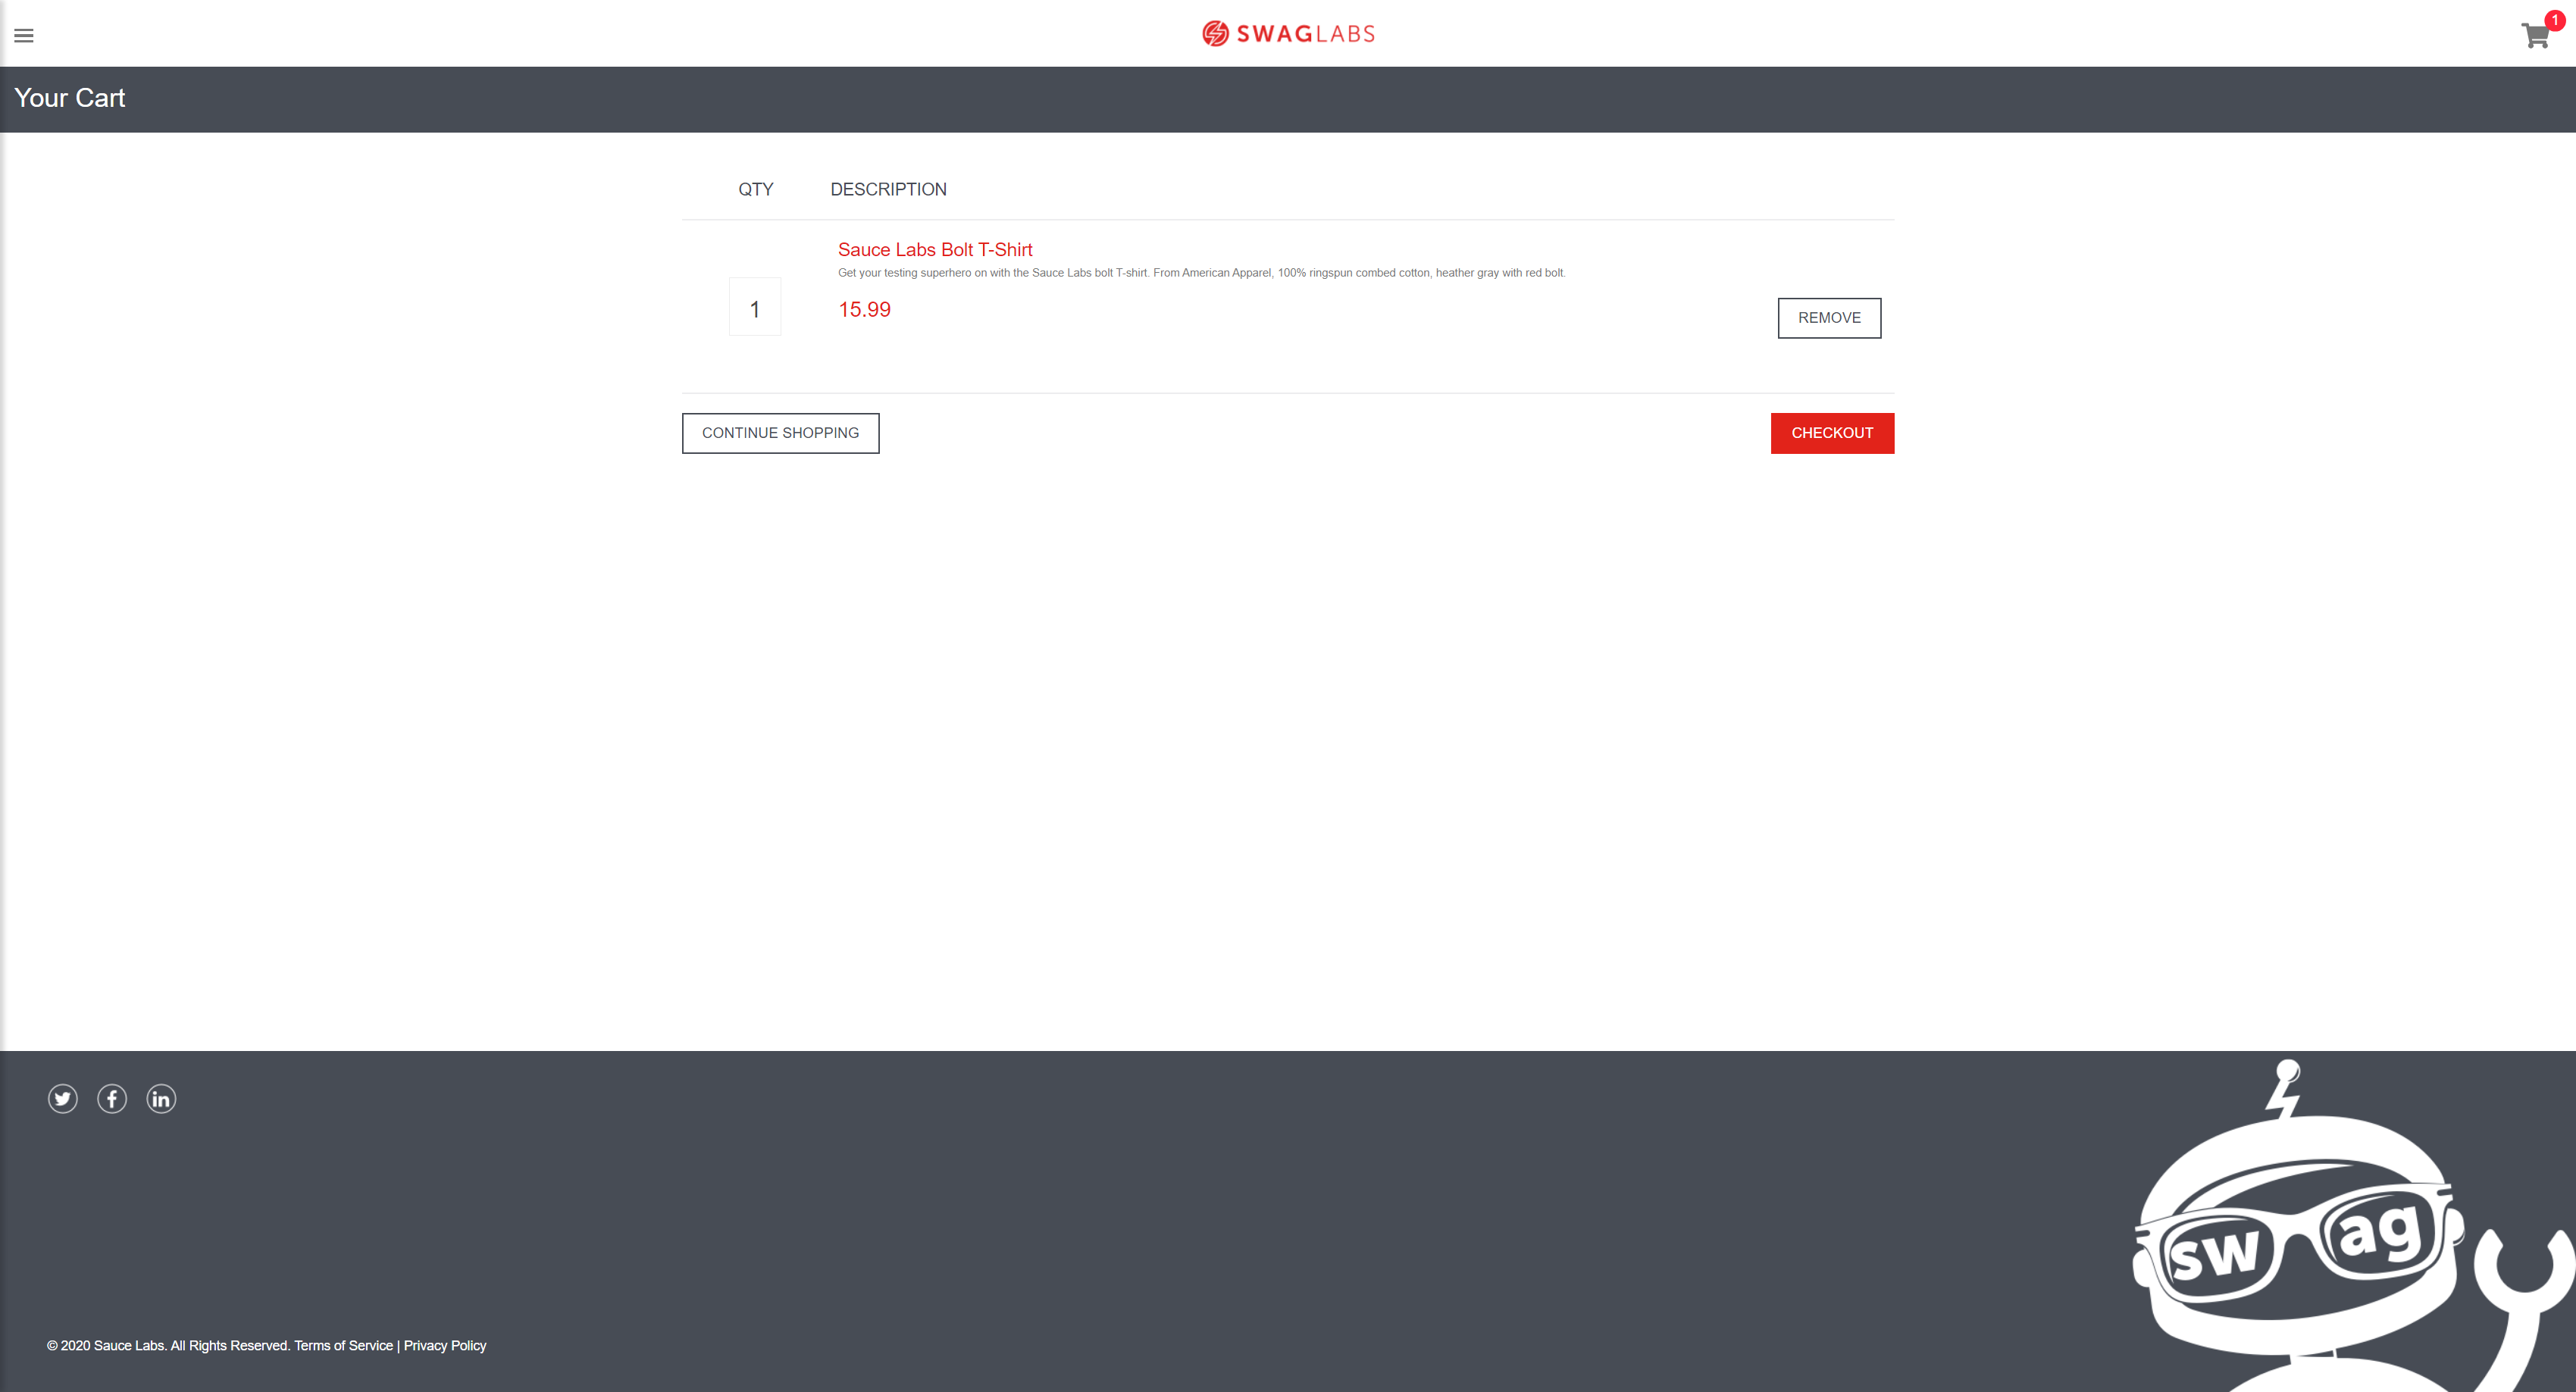 SWAGLABS
1
Your Cart
QTY DESCRIPTION
Sauce Labs Bolt T-Shirt
Get your testing superhero on with the Sauce Labs bolt T-shirt. From American Apparel, 100% ringspun combed cotton, heather gray with red bolt.
1
15.99
REMOVE
CONTINUE SHOPPING
CHECKOUT
swag
© 2020 Sauce Labs. All Rights Reserved. Terms of Service | Privacy Policy